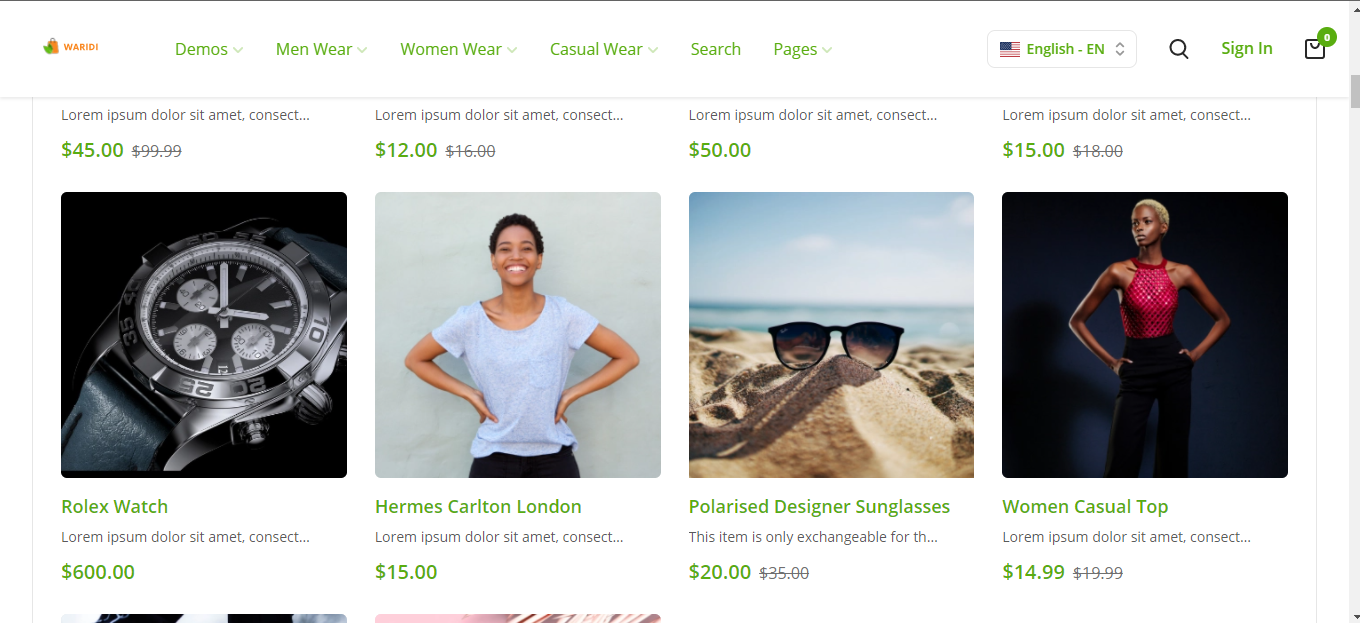 WARIDI
Demos
Men Wear
Women Wear
Casual Wear
Search
Pages
English - EN
Sign In
0
Lorem ipsum dolor sit amet, consect...
Lorem ipsum dolor sit amet, consect...
Lorem ipsum dolor sit amet, consect...
Lorem ipsum dolor sit amet, consect...
$45.00 $99.99
$12.00 $16.00
$50.00
$15.00 $18.00
35
25
20
10
Rolex Watch
Hermes Carlton London
Polarised Designer Sunglasses
Women Casual Top
Lorem ipsum dolor sit amet, consect...
Lorem ipsum dolor sit amet, consect...
This item is only exchangeable for th...
Lorem ipsum dolor sit amet, consect...
$600.00
$15.00
$20.00 $35.00
$14.99 $19.99